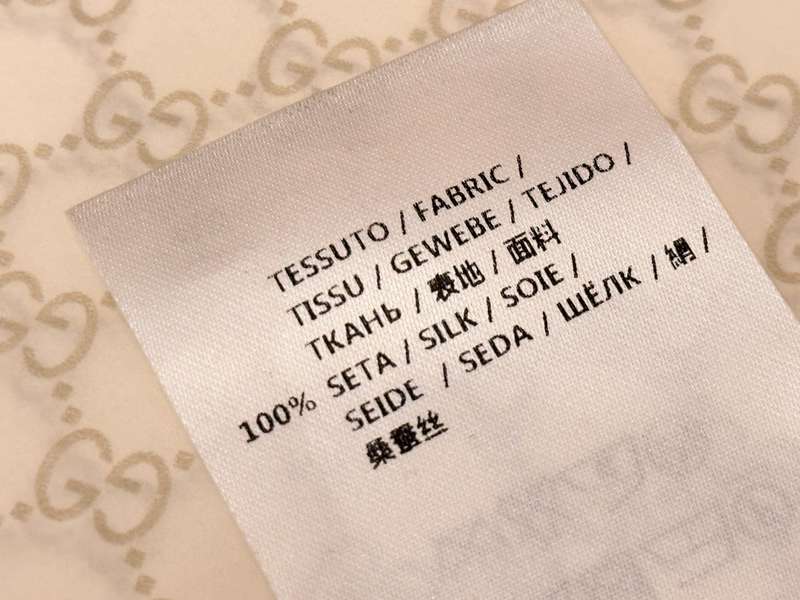 TESSUTO / FABRIC /
TISSU / GEWEBE / TEJIDO /
ТКАНЬ / 表地 / 面料
100% SETA / SILK / SOIE /
SEIDE / SEDA / ШЁЛК / 絹 /
桑蚕丝